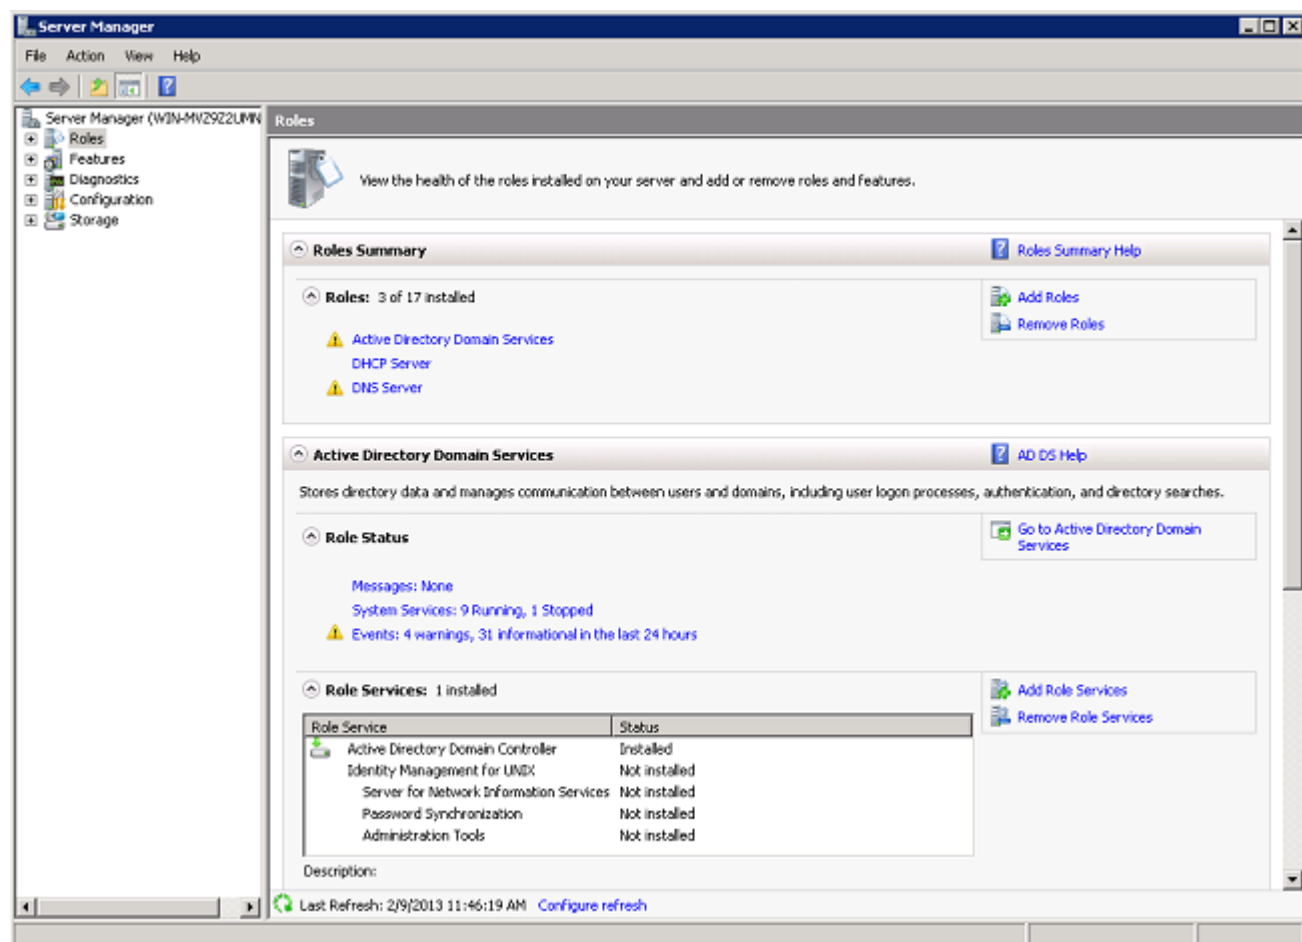 Server Manager
File Action View Help
Server Manager (WIN-MVZ9Z2UMN
Roles
Features
Diagnostics
Configuration
Storage
Roles
View the health of the roles installed on your server and add or remove roles and features.
Roles Summary
Roles Summary Help
Roles: 3 of 17 installed
Add Roles
Remove Roles
Active Directory Domain Services
DHCP Server
DNS Server
Active Directory Domain Services
AD DS Help
Stores directory data and manages communication between users and domains, including user logon processes, authentication, and directory searches.
Role Status
Go to Active Directory Domain
Services
Messages: None
System Services: 9 Running, 1 Stopped
Events: 4 warnings, 31 informational in the last 24 hours
Role Services: 1 installed
Add Role Services
Remove Role Services
Role Service Status
Active Directory Domain Controller Installed
Identity Management for UNIX Not installed
Server for Network Information Services Not installed
Password Synchronization Not installed
Administration Tools Not installed
Description:
Last Refresh: 2/9/2013 11:46:19 AM Configure refresh